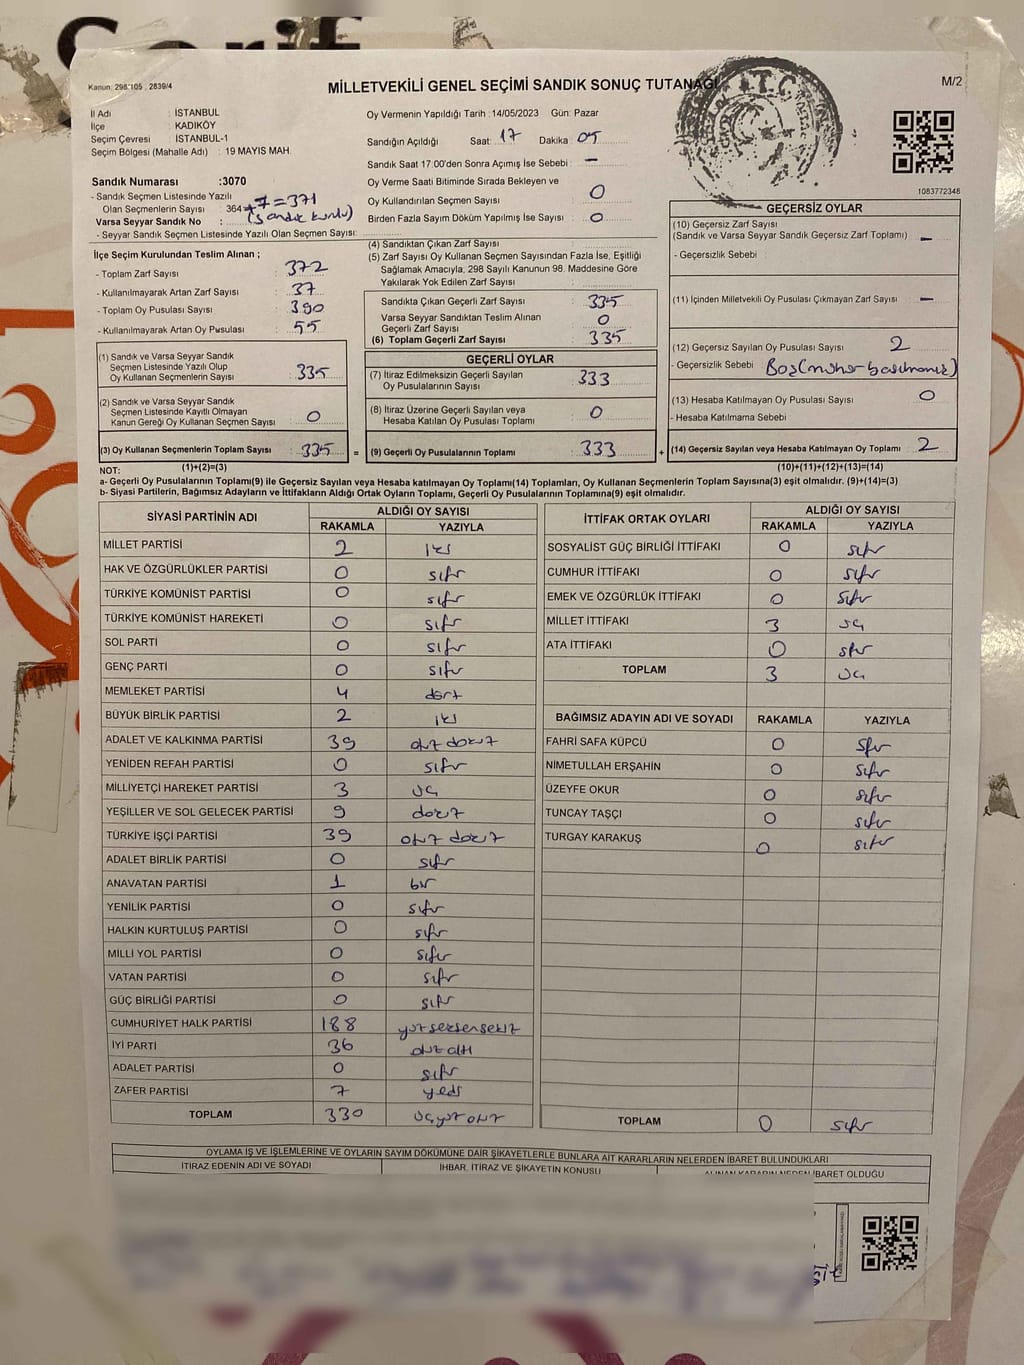 Şerif
Kanun: 298/105 , 2839/4
MİLLETVEKİLİ GENEL SEÇİMİ SANDIK SONUÇ TUTANAĞI
M/2
İl Adı : İSTANBUL
İlçe : KADIKÖY
Seçim Çevresi : İSTANBUL-1
Seçim Bölgesi (Mahalle Adı) : 19 MAYIS MAH.
Sandık Numarası :3070
- Sandık Seçmen Listesinde Yazılı
Olan Seçmenlerin Sayısı : 364 +7=371
(Sandık kurulu)
Varsa Seyyar Sandık No :
- Seyyar Sandık Seçmen Listesinde Yazılı Olan Seçmen Sayısı:
Oy Vermenin Yapıldığı Tarih :14/05/2023 Gün: Pazar
Sandığın Açıldığı Saat: 17 Dakika 05
Sandık Saat 17:00'den Sonra Açımış İse Sebebi : —
Oy Verme Saati Bitiminde Sırada Bekleyen ve
Oy Kullandırılan Seçmen Sayısı : 0
Birden Fazla Sayım Döküm Yapılmış İse Sayısı : 0
1083772348
İlçe Seçim Kurulundan Teslim Alınan ;
- Toplam Zarf Sayısı : 372
- Kullanılmayarak Artan Zarf Sayısı : 37
- Toplam Oy Pusulası Sayısı : 390
- Kullanılmayarak Artan Oy Pusulası : 55
(4) Sandıktan Çıkan Zarf Sayısı :
(5) Zarf Sayısı Oy Kullanan Seçmen Sayısından Fazla İse, Eşitliği
Sağlamak Amacıyla, 298 Sayılı Kanunun 98. Maddesine Göre
Yakılarak Yok Edilen Zarf Sayısı :
Sandıkta Çıkan Geçerli Zarf Sayısı : 335
Varsa Seyyar Sandıktan Teslim Alınan
Geçerli Zarf Sayısı : 0
(6) Toplam Geçerli Zarf Sayısı : 335
GEÇERSİZ OYLAR
(10) Geçersiz Zarf Sayısı
(Sandık ve Varsa Seyyar Sandık Geçersiz Zarf Toplamı) : —
- Geçersizlik Sebebi
(11) İçinden Milletvekili Oy Pusulası Çıkmayan Zarf Sayısı : —
(12) Geçersiz Sayılan Oy Pusulası Sayısı : 2
- Geçersizlik Sebebi : Boş (mühür basılmamış)
(13) Hesaba Katılmayan Oy Pusulası Sayısı : 0
- Hesaba Katılmama Sebebi
(1) Sandık ve Varsa Seyyar Sandık
Seçmen Listesinde Yazılı Olup
Oy Kullanan Seçmenlerin Sayısı : 335
(2) Sandık ve Varsa Seyyar Sandık
Seçmen Listesinde Kayıtlı Olmayan
Kanun Gereği Oy Kullanan Seçmen Sayısı : 0
(3) Oy Kullanan Seçmenlerin Toplam Sayısı : 335 =
GEÇERLİ OYLAR
(7) İtiraz Edilmeksizin Geçerli Sayılan
Oy Pusulalarının Sayısı : 333
(8) İtiraz Üzerine Geçerli Sayılan veya
Hesaba Katılan Oy Pusulası Toplamı : 0
(9) Geçerli Oy Pusulalarının Toplamı : 333 +
(14) Geçersiz Sayılan veya Hesaba Katılmayan Oy Toplamı : 2
NOT: (1)+(2)=(3) (10)+(11)+(12)+(13)=(14)
a- Geçerli Oy Pusulalarının Toplamı(9) ile Geçersiz Sayılan veya Hesaba katılmayan Oy Toplamı(14) Toplamları, Oy Kullanan Seçmenlerin Toplam Sayısına(3) eşit olmalıdır. (9)+(14)=(3)
b- Siyasi Partilerin, Bağımsız Adayların ve İttifakların Aldığı Ortak Oyların Toplamı, Geçerli Oy Pusulalarının Toplamına(9) eşit olmalıdır.
SİYASİ PARTİNİN ADI ALDIĞI OY SAYISI
RAKAMLA YAZIYLA
MİLLET PARTİSİ 2 iki
HAK VE ÖZGÜRLÜKLER PARTİSİ 0 sıfır
TÜRKİYE KOMÜNİST PARTİSİ 0 sıfır
TÜRKİYE KOMÜNİST HAREKETİ 0 sıfır
SOL PARTİ 0 sıfır
GENÇ PARTİ 0 sıfır
MEMLEKET PARTİSİ 4 dört
BÜYÜK BİRLİK PARTİSİ 2 iki
ADALET VE KALKINMA PARTİSİ 39 otuz dokuz
YENİDEN REFAH PARTİSİ 0 sıfır
MİLLİYETÇİ HAREKET PARTİSİ 3 üç
YEŞİLLER VE SOL GELECEK PARTİSİ 9 dokuz
TÜRKİYE İŞÇİ PARTİSİ 39 otuz dokuz
ADALET BİRLİK PARTİSİ 0 sıfır
ANAVATAN PARTİSİ 1 bir
YENİLİK PARTİSİ 0 sıfır
HALKIN KURTULUŞ PARTİSİ 0 sıfır
MİLLİ YOL PARTİSİ 0 sıfır
VATAN PARTİSİ 0 sıfır
GÜÇ BİRLİĞİ PARTİSİ 0 sıfır
CUMHURİYET HALK PARTİSİ 188 yüz seksen sekiz
İYİ PARTİ 36 otuz altı
ADALET PARTİSİ 0 sıfır
ZAFER PARTİSİ 7 yedi
TOPLAM 330 üçyüz otuz
İTTİFAK ORTAK OYLARI ALDIĞI OY SAYISI
RAKAMLA YAZIYLA
SOSYALİST GÜÇ BİRLİĞİ İTTİFAKI 0 sıfır
CUMHUR İTTİFAKI 0 sıfır
EMEK VE ÖZGÜRLÜK İTTİFAKI 0 sıfır
MİLLET İTTİFAKI 3 üç
ATA İTTİFAKI 0 sıfır
TOPLAM 3 üç
BAĞIMSIZ ADAYIN ADI VE SOYADI RAKAMLA YAZIYLA
FAHRİ SAFA KÜPCÜ 0 sıfır
NİMETULLAH ERŞAHİN 0 sıfır
ÜZEYFE OKUR 0 sıfır
TUNCAY TAŞÇI 0 sıfır
TURGAY KARAKUŞ 0 sıfır
TOPLAM 0 sıfır
OYLAMA İŞ VE İŞLEMLERİNE VE OYLARIN SAYIM DÖKÜMÜNE DAİR ŞİKAYETLERLE BUNLARA AİT KARARLARIN NELERDEN İBARET BULUNDUKLARI
İTİRAZ EDENİN ADI VE SOYADI İHBAR, İTİRAZ VE ŞİKAYETİN KONUSU ALINAN KARARIN NEDEN İBARET OLDUĞU